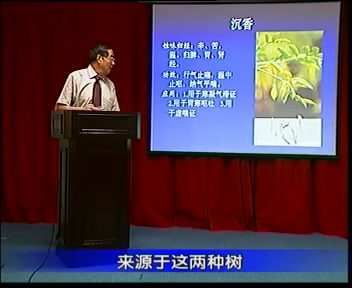 沉香
性味归经：辛、苦、
温，归脾、胃、肾
经。
功效：行气止痛，温中
止呕，纳气平喘。
应用：1.用于寒凝气滞证
2.用于胃寒呕吐 3.用
于虚喘证
来源于这两种树